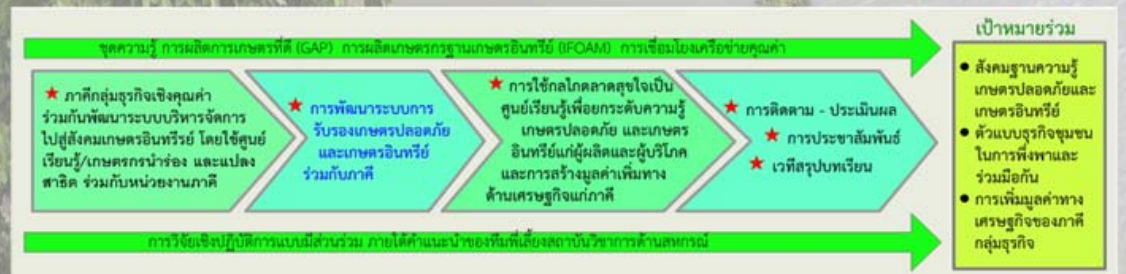 ชุดความรู้ การผลิตการเกษตรที่ดี (GAP) การผลิตเกษตรกรฐานเกษตรอินทรีย์ (IFOAM) การเชื่อมโยงเครือข่ายคุณค่า
★ ภาคีกลุ่มธุรกิจเชิงคุณค่า
ร่วมกันพัฒนาระบบบริหารจัดการ
ไปสู่สังคมเกษตรอินทรีรย์ โดยใช้ศูนย์
เรียนรู้/เกษตรกรนำร่อง และแปลง
สาธิต ร่วมกับหน่วยงานภาคี
★ การพัฒนาระบบการ
รับรองเกษตรปลอดภัย
และเกษตรอินทรีย์
ร่วมกับภาคี
★ การใช้กลไกตลาดสุขใจเป็น
ศูนย์เรียนรู้เพื่อยกระดับความรู้
เกษตรปลอดภัย และเกษตร
อินทรีย์แก่ผู้ผลิตและผู้บริโภค
และการสร้างมูลค่าเพิ่มทาง
ด้านเศรษฐกิจแก่ภาคี
★ การติดตาม - ประเมินผล
★ การประชาสัมพันธ์
★ เวทีสรุปบทเรียน
การวิจัยเชิงปฏิบัติการแบบมีส่วนร่วม ภายใต้คำแนะนำของทีมพี่เลี้ยงสถาบันวิชาการด้านสหกรณ์
เป้าหมายร่วม
● สังคมฐานความรู้
เกษตรปลอดภัยและ
เกษตรอินทรีย์
● ตัวแบบธุรกิจชุมชน
ในการพึ่งพาและ
ร่วมมือกัน
● การเพิ่มมูลค่าทาง
เศรษฐกิจของภาคี
กลุ่มธุรกิจ